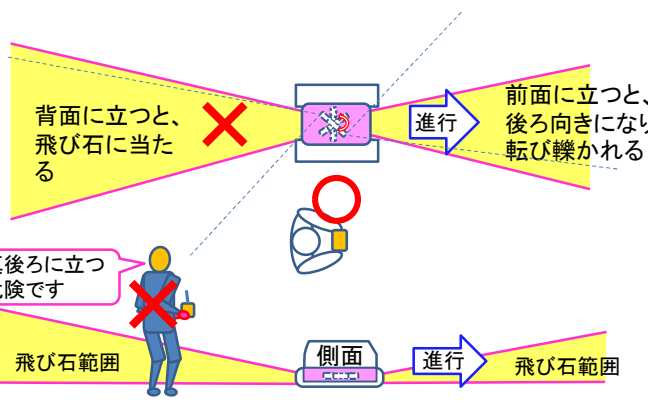 背面に立つと、
飛び石に当た
る
進行
前面に立つと、
後ろ向きになり
転び轢かれる
後ろに立つ
険です
側面
進行
飛び石範囲
飛び石範囲